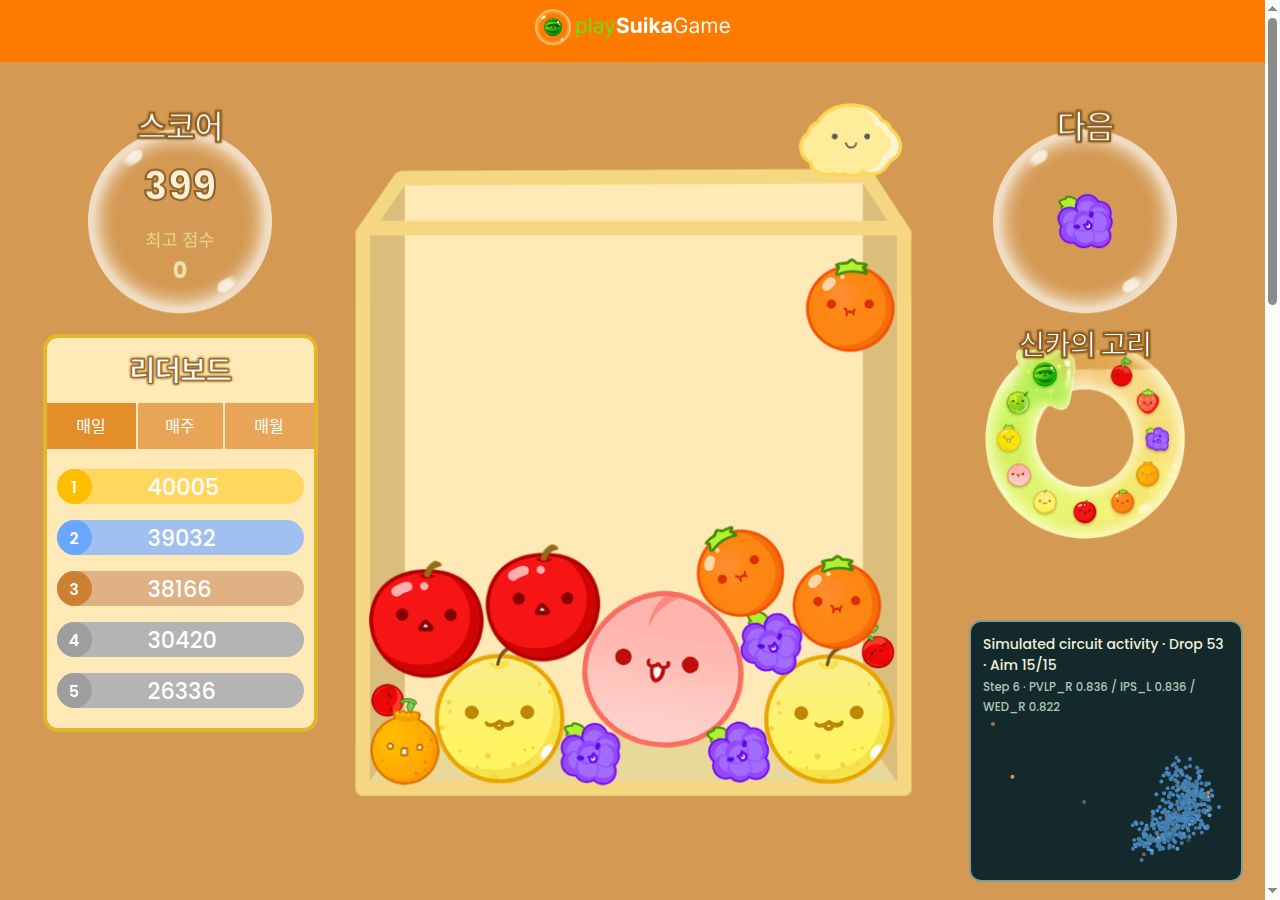 playSuikaGame
스코어
399
최고 점수
0
다음
신카의 고리
리더보드
매일 매주 매월
1 40005
2 39032
3 38166
4 30420
5 26336
Simulated circuit activity · Drop 53
· Aim 15/15
Step 6 · PVLP_R 0.836 / IPS_L 0.836 /
WED_R 0.822